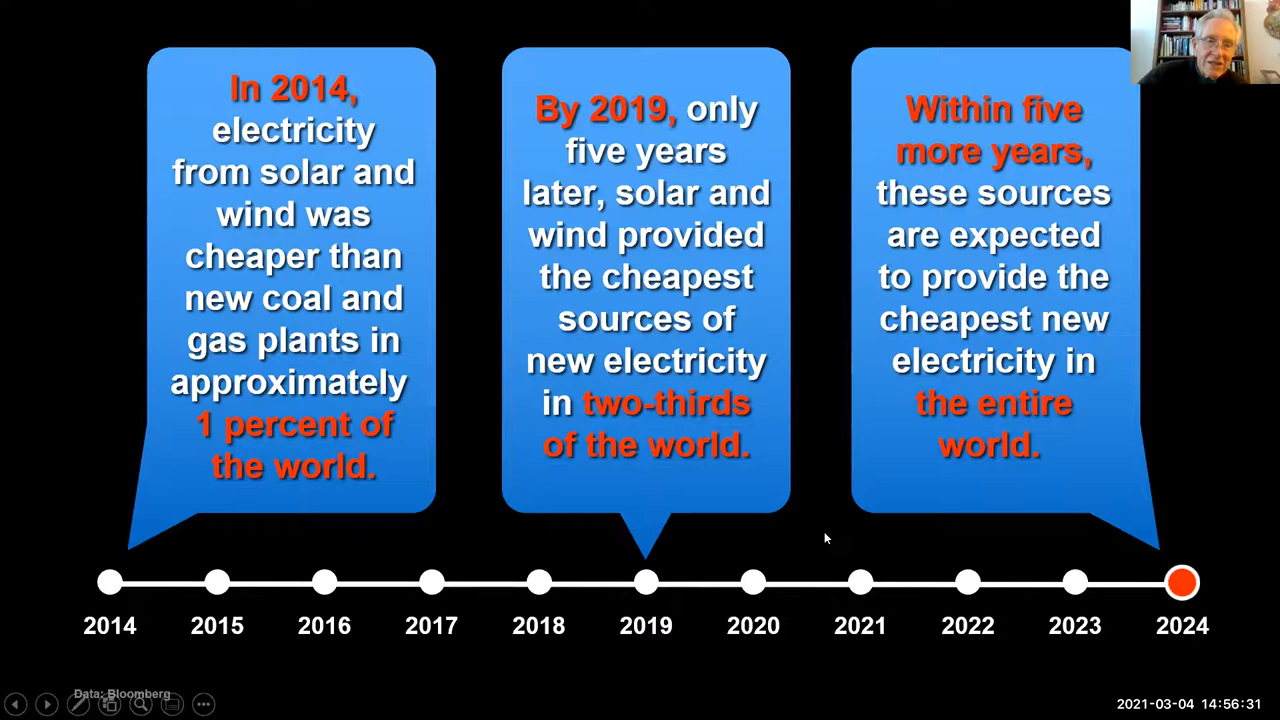 In 2014,
electricity
from solar and
wind was
cheaper than
new coal and
gas plants in
approximately
1 percent of
the world.
By 2019, only
five years
later, solar and
wind provided
the cheapest
sources of
new electricity
in two-thirds
of the world.
Within five
more years,
these sources
are expected
to provide the
cheapest new
electricity in
the entire
world.
2014 2015 2016 2017 2018 2019 2020 2021 2022 2023 2024
Data: Bloomberg
2021-03-04 14:56:31